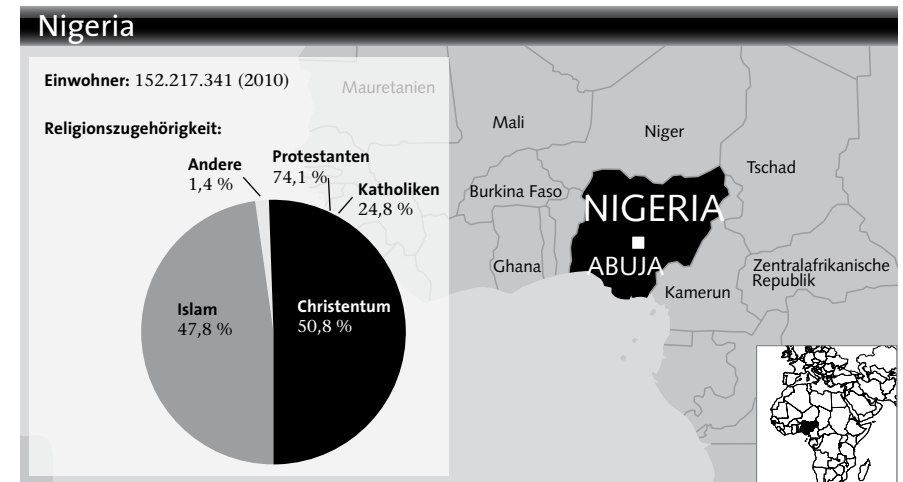 Nigeria
Einwohner: 152.217.341 (2010)
Religionszugehörigkeit:
Andere
1,4 %
Protestanten
74,1 %
Katholiken
24,8 %
Islam
47,8 %
Christentum
50,8 %
Mauretanien
Mali
Niger
Tschad
Burkina Faso
NIGERIA
Ghana
ABUJA
Zentralafrikanische
Republik
Kamerun